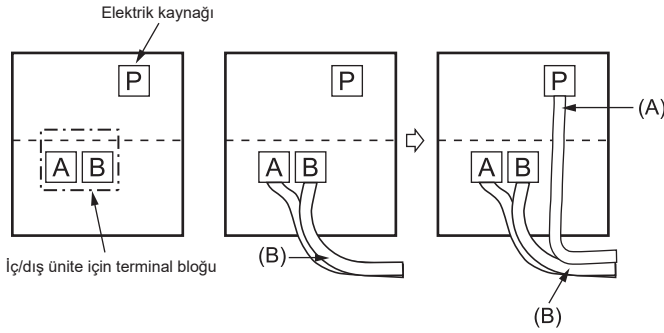 Elektrik kaynağı
P
A B
İç/dış ünite için terminal bloğu
P
A B
(B)
P
(A)
A B
(B)